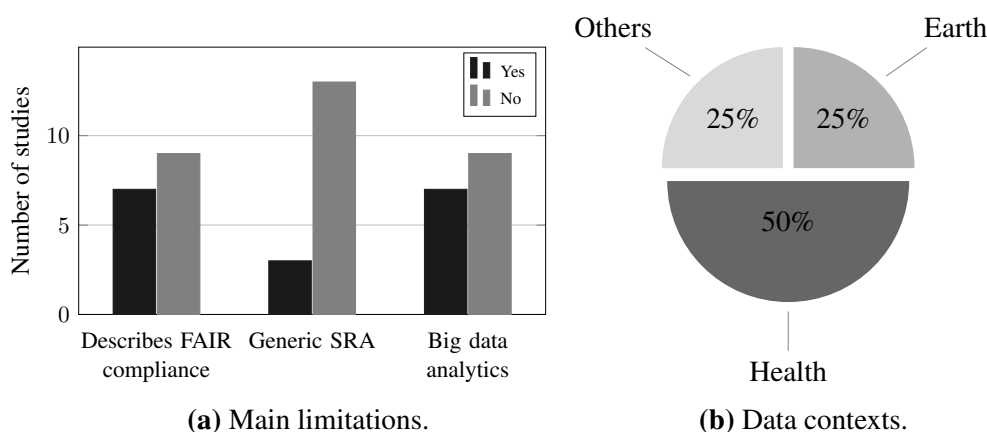 Number of studies
10
5
0
Yes
No
Describes FAIR
compliance
Generic SRA
Big data
analytics
(a) Main limitations.
Others
Earth
25%
25%
50%
Health
(b) Data contexts.